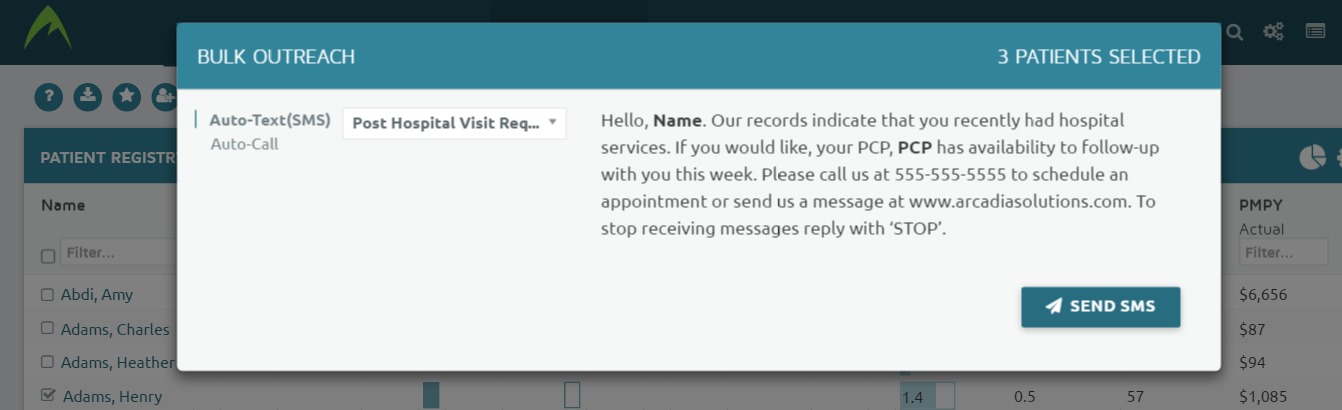 BULK OUTREACH
3 PATIENTS SELECTED
Auto-Text(SMS)
Auto-Call
Post Hospital Visit Req...
Hello, Name. Our records indicate that you recently had hospital
services. If you would like, your PCP, PCP has availability to follow-up
with you this week. Please call us at 555-555-5555 to schedule an
appointment or send us a message at www.arcadiasolutions.com. To
stop receiving messages reply with ‘STOP’.
SEND SMS
?
PATIENT REGISTR
Name
PMPY
Actual
Filter...
Filter...
Abdi, Amy
$6,656
Adams, Charles
$87
Adams, Heather
$94
Adams, Henry
1.4
0.5
57
$1,085